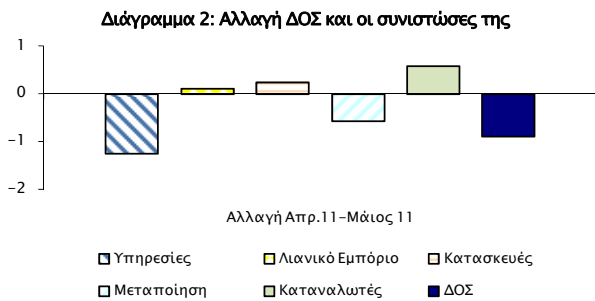 Διάγραμμα 2: Αλλαγή ΔΟΣ και οι συνιστώσες της
1
0
-1
-2
Αλλαγή Απρ.11-Μάιος 11
Υπηρεσίες Λιανικό Εμπόριο Κατασκευές
Μεταποίηση Καταναλωτές ΔΟΣ